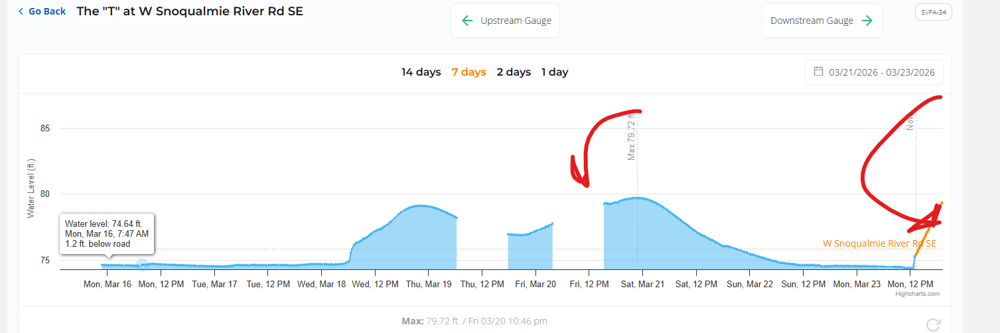 Go Back
The "T" at W Snoqualmie River Rd SE
Upstream Gauge
Downstream Gauge
SVPA-34
14 days 7 days 2 days 1 day
03/21/2026 - 03/23/2026
Water Level (ft.)
85
80
75
Max 79.72 ft
Now
Water level: 74.64 ft.
Mon, Mar 16, 7:47 AM
1.2 ft. below road
W Snoqualmie River Rd SE
Mon, Mar 16 Mon, 12 PM Tue, Mar 17 Tue, 12 PM Wed, Mar 18 Wed, 12 PM Thu, Mar 19 Thu, 12 PM Fri, Mar 20 Fri, 12 PM Sat, Mar 21 Sat, 12 PM Sun, Mar 22 Sun, 12 PM Mon, Mar 23 Mon, 12 PM
Highcharts.com
Max: 79.72 ft. / Fri 03/20 10:46 pm